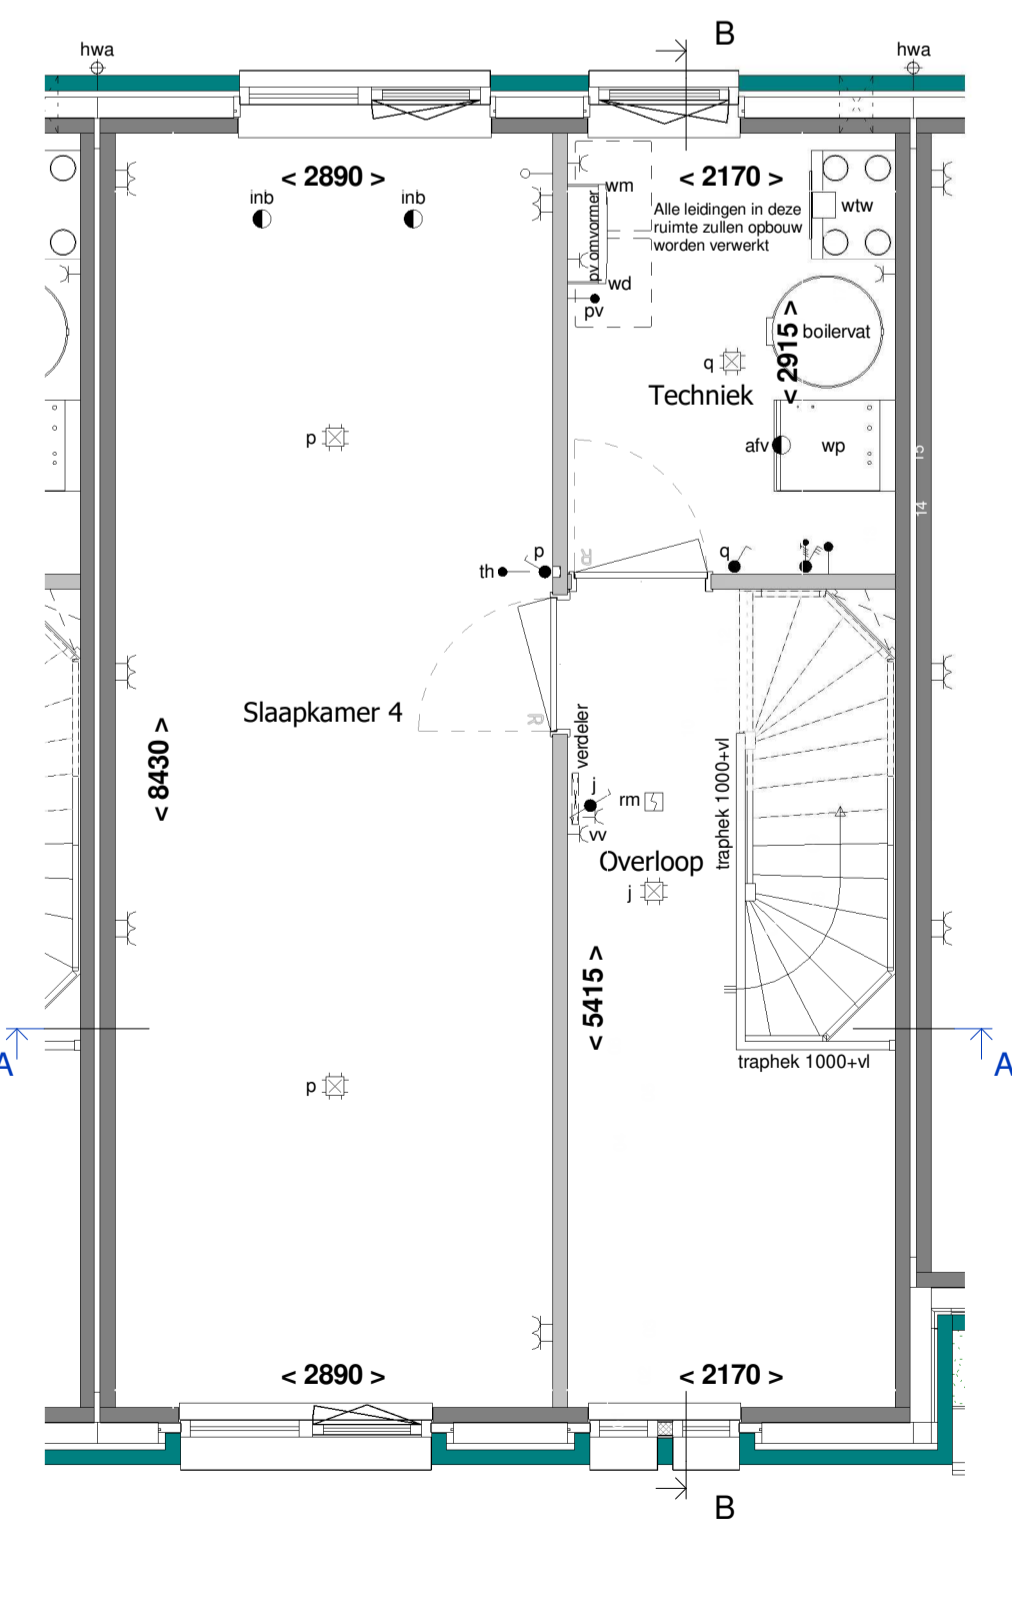 B
hwa
hwa
< 2890 >
< 2170 >
inb
inb
wm
pv omvormer
Alle leidingen in deze
ruimte zullen opbouw
worden verwerkt
wtw
wd
pv
< 2915 >
boilervat
q
Techniek
p
afv
wp
15
14
th
p
q
R
Slaapkamer 4
R
verdeler
< 8430 >
j
rm
vv
traphek 1000+vl
Overloop
j
< 5415 >
A
A
traphek 1000+vl
p
< 2890 >
< 2170 >
B